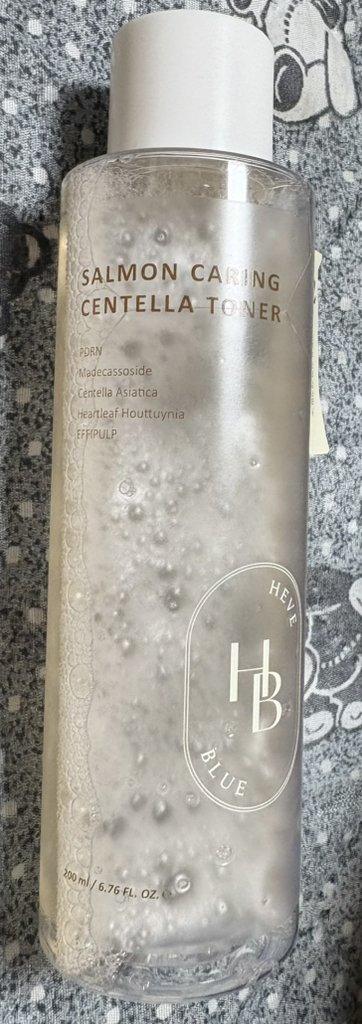 SALMON CARING
CENTELLA TONER
PDRN
Madecassoside
Centella Asiatica
Heartleaf Houttuynia
EFFIPULP
HEVE
HB
BLUE
200 ml / 6.76 FL. OZ.